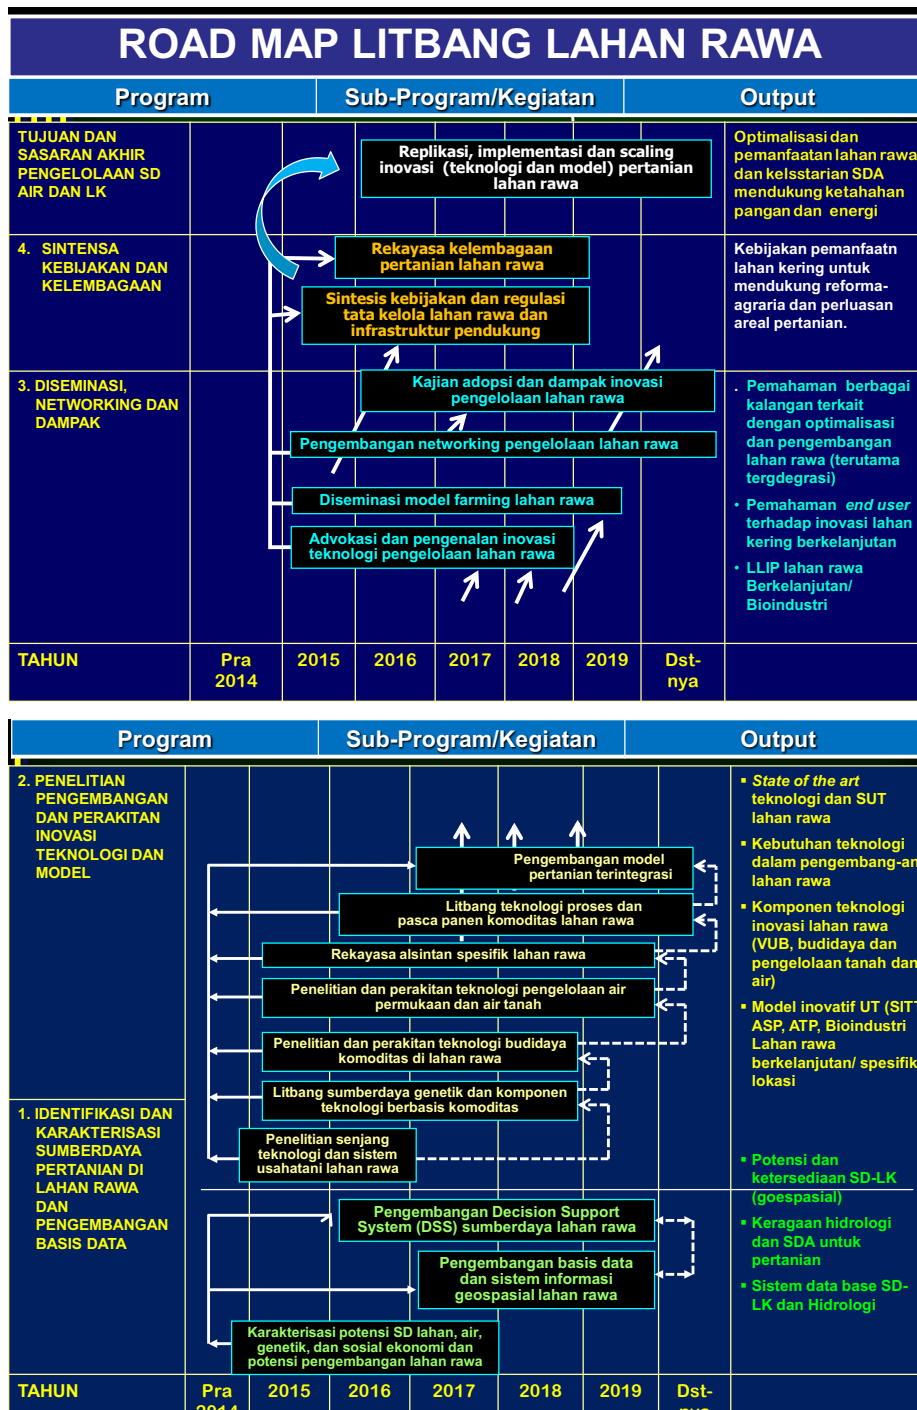 ROAD MAP LITBANG LAHAN RAWA
Program
Sub-Program/Kegiatan
Output
TUJUAN DAN
SASARAN AKHIR
PENGELOLAAN SD
AIR DAN LK
Replikasi, implementasi dan scaling
inovasi (teknologi dan model) pertanian
lahan rawa
Optimalisasi dan
pemanfaatan lahan rawa
dan kelsstarian SDA
mendukung ketahahan
pangan dan energi
4. SINTENSA
KEBIJAKAN DAN
KELEMBAGAAN
Rekayasa kelembagaan
pertanian lahan rawa
Sintesis kebijakan dan regulasi
tata kelola lahan rawa dan
infrastruktur pendukung
Kebijakan pemanfaatn
lahan kering untuk
mendukung reforma-
agraria dan perluasan
areal pertanian.
3. DISEMINASI,
NETWORKING DAN
DAMPAK
Kajian adopsi dan dampak inovasi
pengelolaan lahan rawa
Pengembangan networking pengelolaan lahan rawa
Diseminasi model farming lahan rawa
Advokasi dan pengenalan inovasi
teknologi pengelolaan lahan rawa
. Pemahaman berbagai
kalangan terkait
dengan optimalisasi
dan pengembangan
lahan rawa (terutama
tergdegrasi)
• Pemahaman end user
terhadap inovasi lahan
kering berkelanjutan
• LLIP lahan rawa
Berkelanjutan/
Bioindustri
TAHUN
Pra
2014
2015
2016
2017
2018
2019
Dst-
nya
Program
Sub-Program/Kegiatan
Output
2. PENELITIAN
PENGEMBANGAN
DAN PERAKITAN
INOVASI
TEKNOLOGI DAN
MODEL
Pengembangan model
pertanian terintegrasi
Litbang teknologi proses dan
pasca panen komoditas lahan rawa
Rekayasa alsintan spesifik lahan rawa
Penelitian dan perakitan teknologi pengelolaan air
permukaan dan air tanah
Penelitian dan perakitan teknologi budidaya
komoditas di lahan rawa
Litbang sumberdaya genetik dan komponen
teknologi berbasis komoditas
Penelitian senjang
teknologi dan sistem
usahatani lahan rawa
▪ State of the art
teknologi dan SUT
lahan rawa
▪ Kebutuhan teknologi
dalam pengembang-an
lahan rawa
▪ Komponen teknologi
inovasi lahan rawa
(VUB, budidaya dan
pengelolaan tanah dan
air)
▪ Model inovatif UT (SITT
ASP, ATP, Bioindustri
Lahan rawa
berkelanjutan/ spesifik
lokasi
1. IDENTIFIKASI DAN
KARAKTERISASI
SUMBERDAYA
PERTANIAN DI
LAHAN RAWA
DAN
PENGEMBANGAN
BASIS DATA
Pengembangan Decision Support
System (DSS) sumberdaya lahan rawa
Pengembangan basis data
dan sistem informasi
geospasial lahan rawa
Karakterisasi potensi SD lahan, air,
genetik, dan sosial ekonomi dan
potensi pengembangan lahan rawa
▪ Potensi dan
ketersediaan SD-LK
(goespasial)
▪ Keragaan hidrologi
dan SDA untuk
pertanian
▪ Sistem data base SD-
LK dan Hidrologi
TAHUN
Pra
2015
2016
2017
2018
2019
Dst-